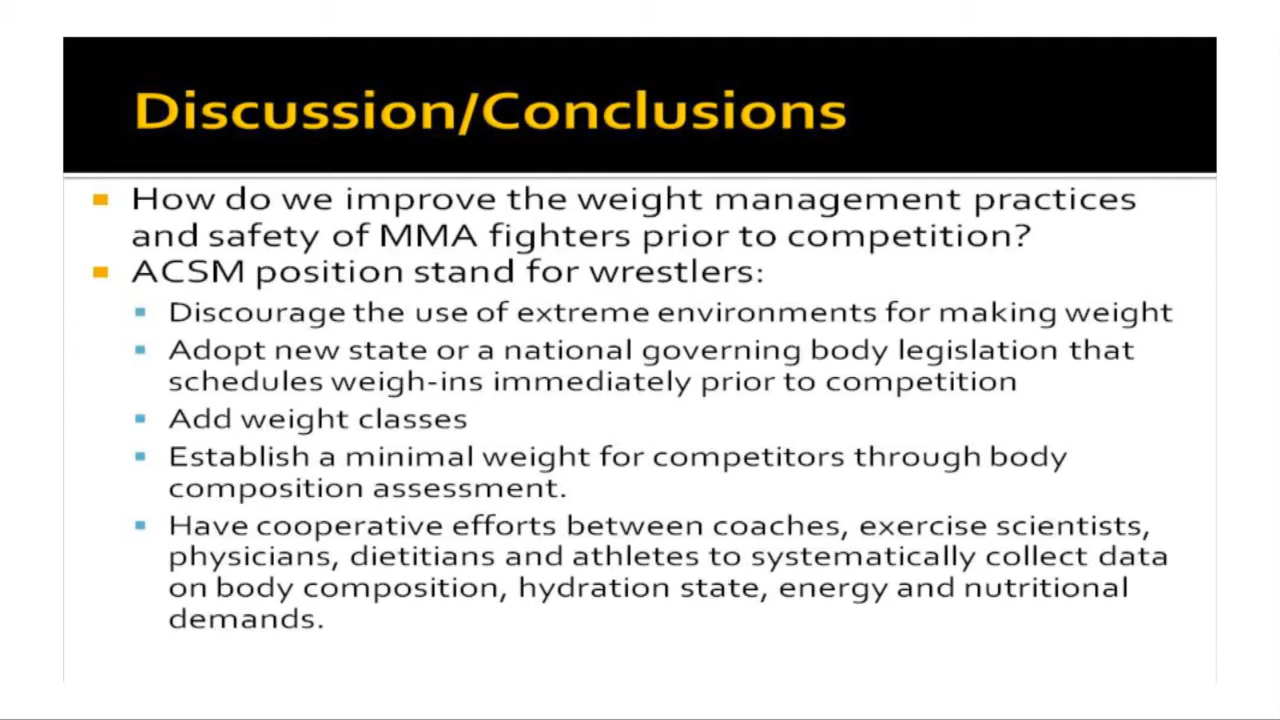 Discussion/Conclusions
How do we improve the weight management practices
and safety of MMA fighters prior to competition?
ACSM position stand for wrestlers:
Discourage the use of extreme environments for making weight
Adopt new state or a national governing body legislation that
schedules weigh-ins immediately prior to competition
Add weight classes
Establish a minimal weight for competitors through body
composition assessment.
Have cooperative efforts between coaches, exercise scientists,
physicians, dietitians and athletes to systematically collect data
on body composition, hydration state, energy and nutritional
demands.